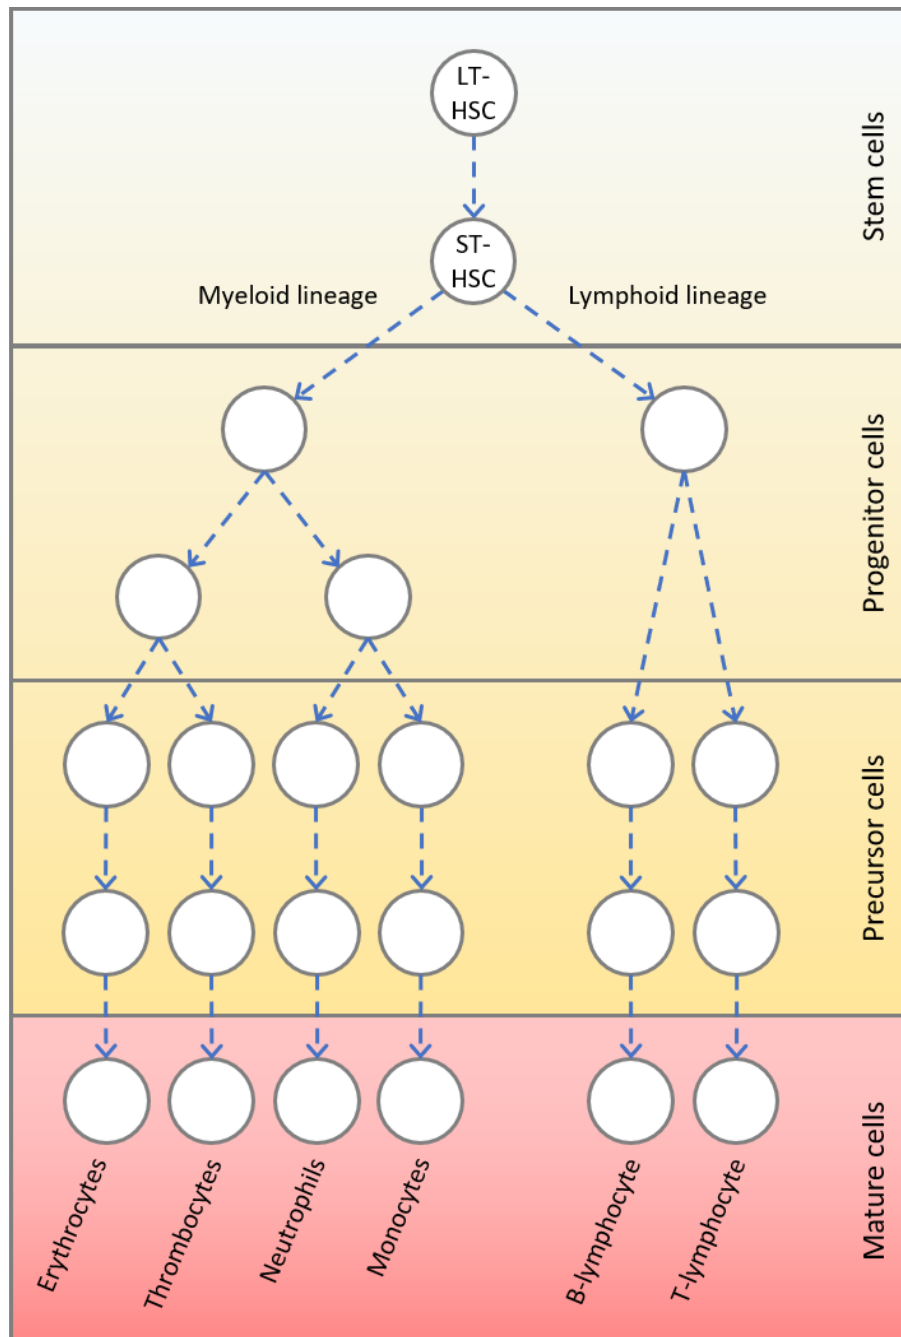 LT-
HSC
Stem cells
ST-
HSC
Myeloid lineage
Lymphoid lineage
Progenitor cells
Precursor cells
Mature cells
Erythrocytes
Thrombocytes
Neutrophils
Monocytes
B-lymphocyte
T-lymphocyte